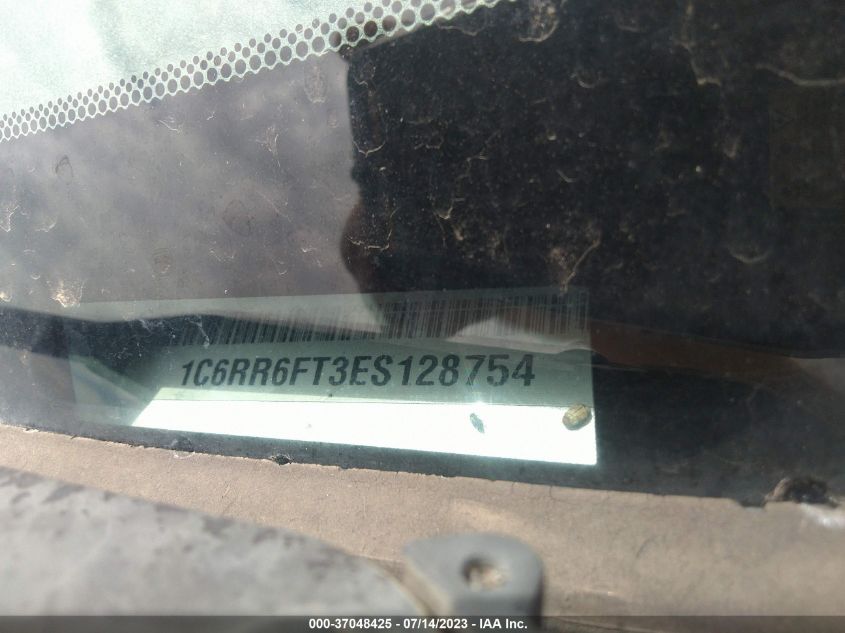 1C6RR6FT3ES128754
000-37048425 - 07/14/2023 - IAA Inc.